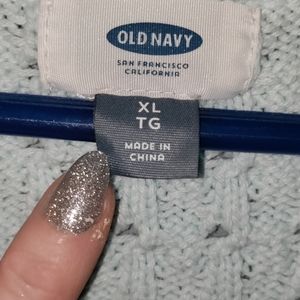 OLD NAVY
SAN FRANCISCO
CALIFORNIA
XL
TG
MADE IN
CHINA